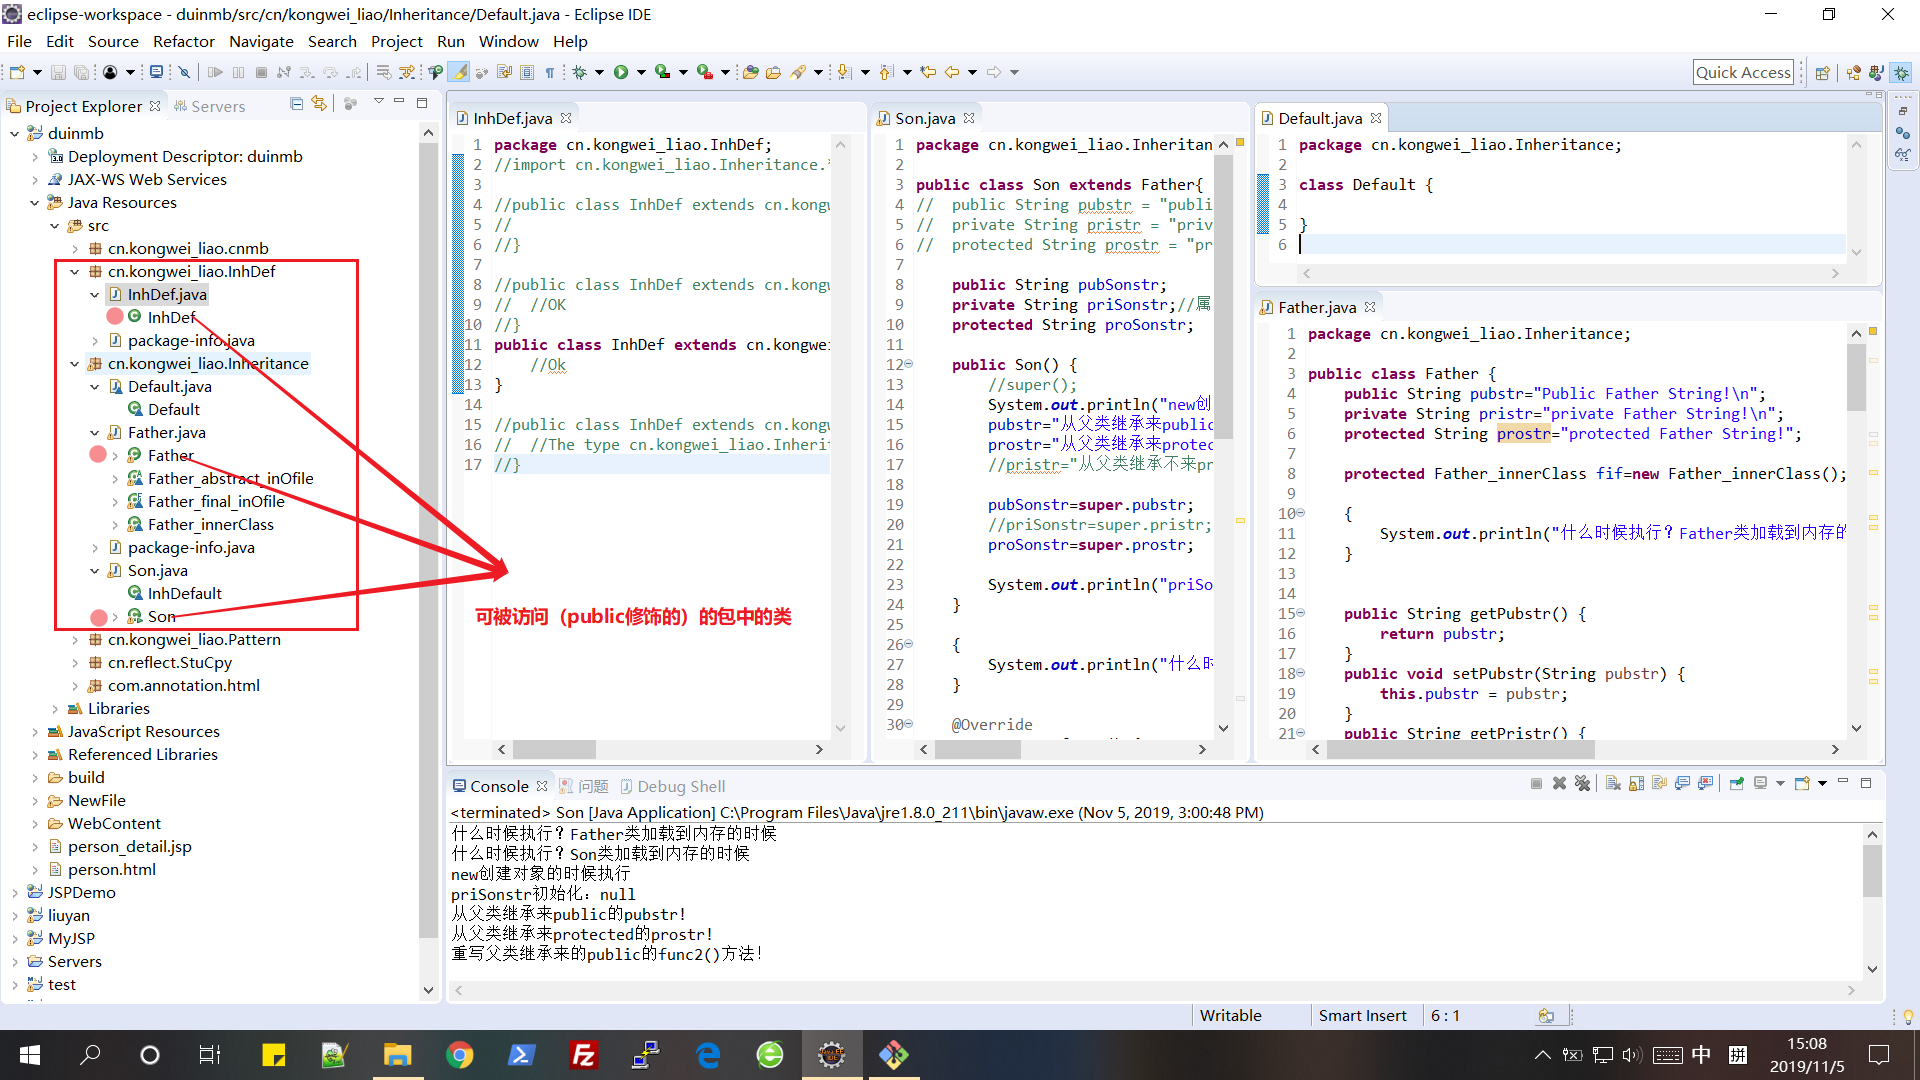 eclipse-workspace - duinmb/src/cn/kongwei_liao/Inheritance/Default.java - Eclipse IDE
File Edit Source Refactor Navigate Search Project Run Window Help
Quick Access
Project Explorer
Servers
duinmb
Deployment Descriptor: duinmb
JAX-WS Web Services
Java Resources
src
cn.kongwei_liao.cnmb
cn.kongwei_liao.InhDef
InhDef.java
InhDef
package-info.java
cn.kongwei_liao.Inheritance
Default.java
Default
Father.java
Father
Father_abstract_inOfile
Father_final_inOfile
Father_innerClass
package-info.java
Son.java
InhDefault
Son
cn.kongwei_liao.Pattern
cn.reflect.StuCpy
com.annotation.html
Libraries
JavaScript Resources
Referenced Libraries
build
NewFile
WebContent
person_detail.jsp
person.html
JSPDemo
liuyan
MyJSP
Servers
test
InhDef.java
1 package cn.kongwei_liao.InhDef;
2 //import cn.kongwei_liao.Inheritance.*
3
4 //public class InhDef extends cn.kongw
5 //
6 //}
7
8 //public class InhDef extends cn.kongw
9 // //OK
10 //}
11 public class InhDef extends cn.kongwei
12 //Ok
13 }
14
15 //public class InhDef extends cn.kongw
16 // //The type cn.kongwei_liao.Inherit
17 //}
可被访问（public修饰的）的包中的类
Son.java
1 package cn.kongwei_liao.Inheritan
2
3 public class Son extends Father{
4 // public String pubstr = "publi
5 // private String pristr = "priv
6 // protected String prostr = "pr
7
8 public String pubSonstr;
9 private String priSonstr;//属
10 protected String proSonstr;
11
12 public Son() {
13 //super();
14 System.out.println("new创
15 pubstr="从父类继承来public
16 prostr="从父类继承来protec
17 //pristr="从父类继承不来pr
18
19 pubSonstr=super.pubstr;
20 //priSonstr=super.pristr;
21 proSonstr=super.prostr;
22
23 System.out.println("priSo
24 }
25
26 {
27 System.out.println("什么时
28 }
29
30 @Override
Default.java
1 package cn.kongwei_liao.Inheritance;
2
3 class Default {
4
5 }
6
Father.java
1 package cn.kongwei_liao.Inheritance;
2
3 public class Father {
4 public String pubstr="Public Father String!\n";
5 private String pristr="private Father String!\n";
6 protected String prostr="protected Father String!";
7
8 protected Father_innerClass fif=new Father_innerClass();
9
10 {
11 System.out.println("什么时候执行？Father类加载到内存的
12 }
13
14
15 public String getPubstr() {
16 return pubstr;
17 }
18 public void setPubstr(String pubstr) {
19 this.pubstr = pubstr;
20 }
21 public String getPristr() {
Console 问题 Debug Shell
<terminated> Son [Java Application] C:\Program Files\Java\jre1.8.0_211\bin\javaw.exe (Nov 5, 2019, 3:00:48 PM)
什么时候执行？Father类加载到内存的时候
什么时候执行？Son类加载到内存的时候
new创建对象的时候执行
priSonstr初始化：null
从父类继承来public的pubstr!
从父类继承来protected的prostr!
重写父类继承来的public的func2()方法!
Writable
Smart Insert
6 : 1
中
拼
15:08
2019/11/5